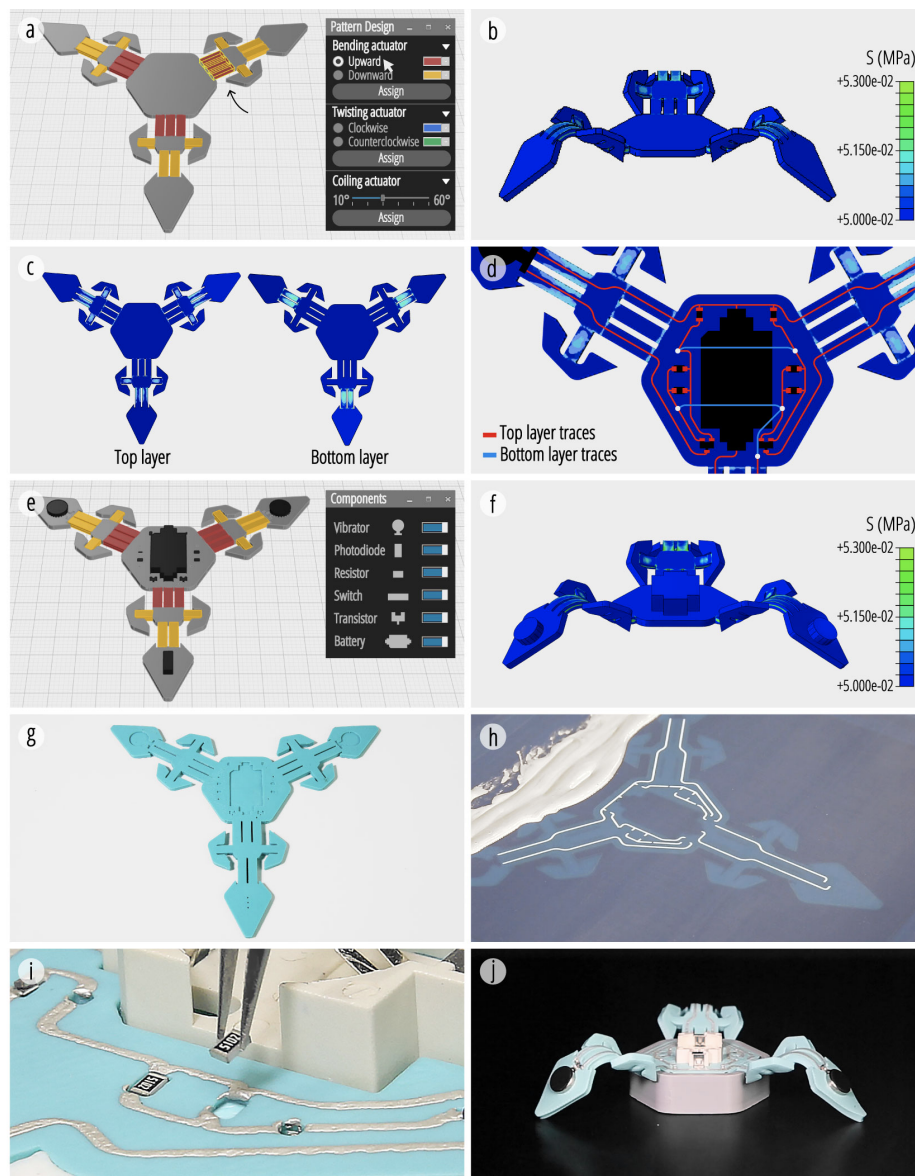 a
Pattern Design
Bending actuator
Upward
Downward
Assign
Twisting actuator
Clockwise
Counterclockwise
Assign
Coiling actuator
10° 60°
Assign
b
S (MPa)
+5.300e-02
+5.150e-02
+5.000e-02
c
Top layer
Bottom layer
d
Top layer traces
Bottom layer traces
e
Components
Vibrator
Photodiode
Resistor
Switch
Transistor
Battery
f
S (MPa)
+5.300e-02
+5.150e-02
+5.000e-02
g
h
i
j